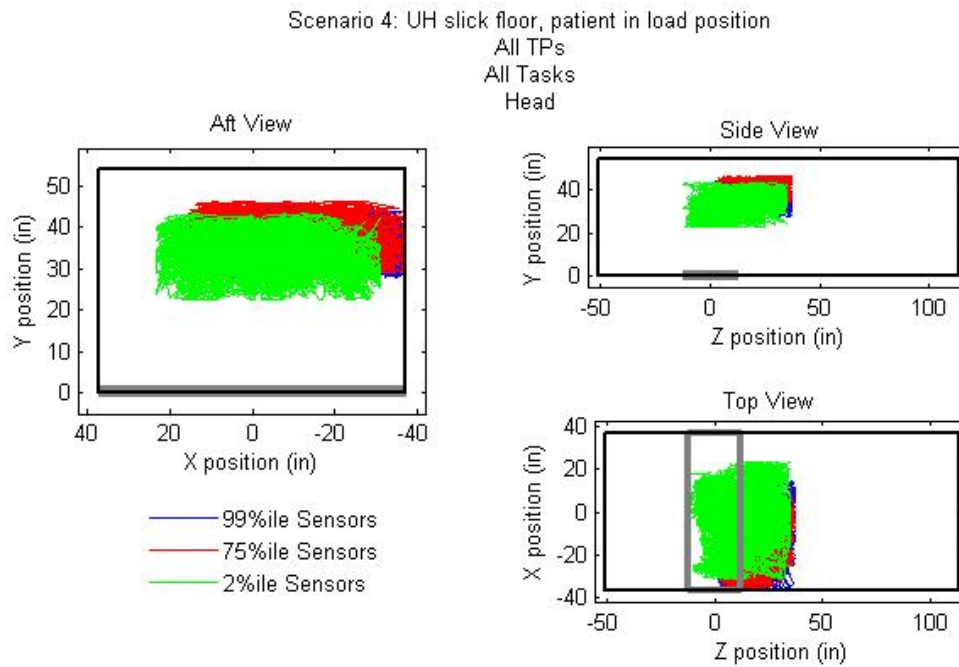 Scenario 4: UH slick floor, patient in load position
All TPs
All Tasks
Head
Aft View
50
40
30
20
10
0
Y position (in)
40 20 0 -20 -40
X position (in)
99%ile Sensors
75%ile Sensors
2%ile Sensors
Side View
40
20
0
Y position (in)
-50 0 50 100
Z position (in)
Top View
40
20
0
-20
-40
X position (in)
-50 0 50 100
Z position (in)